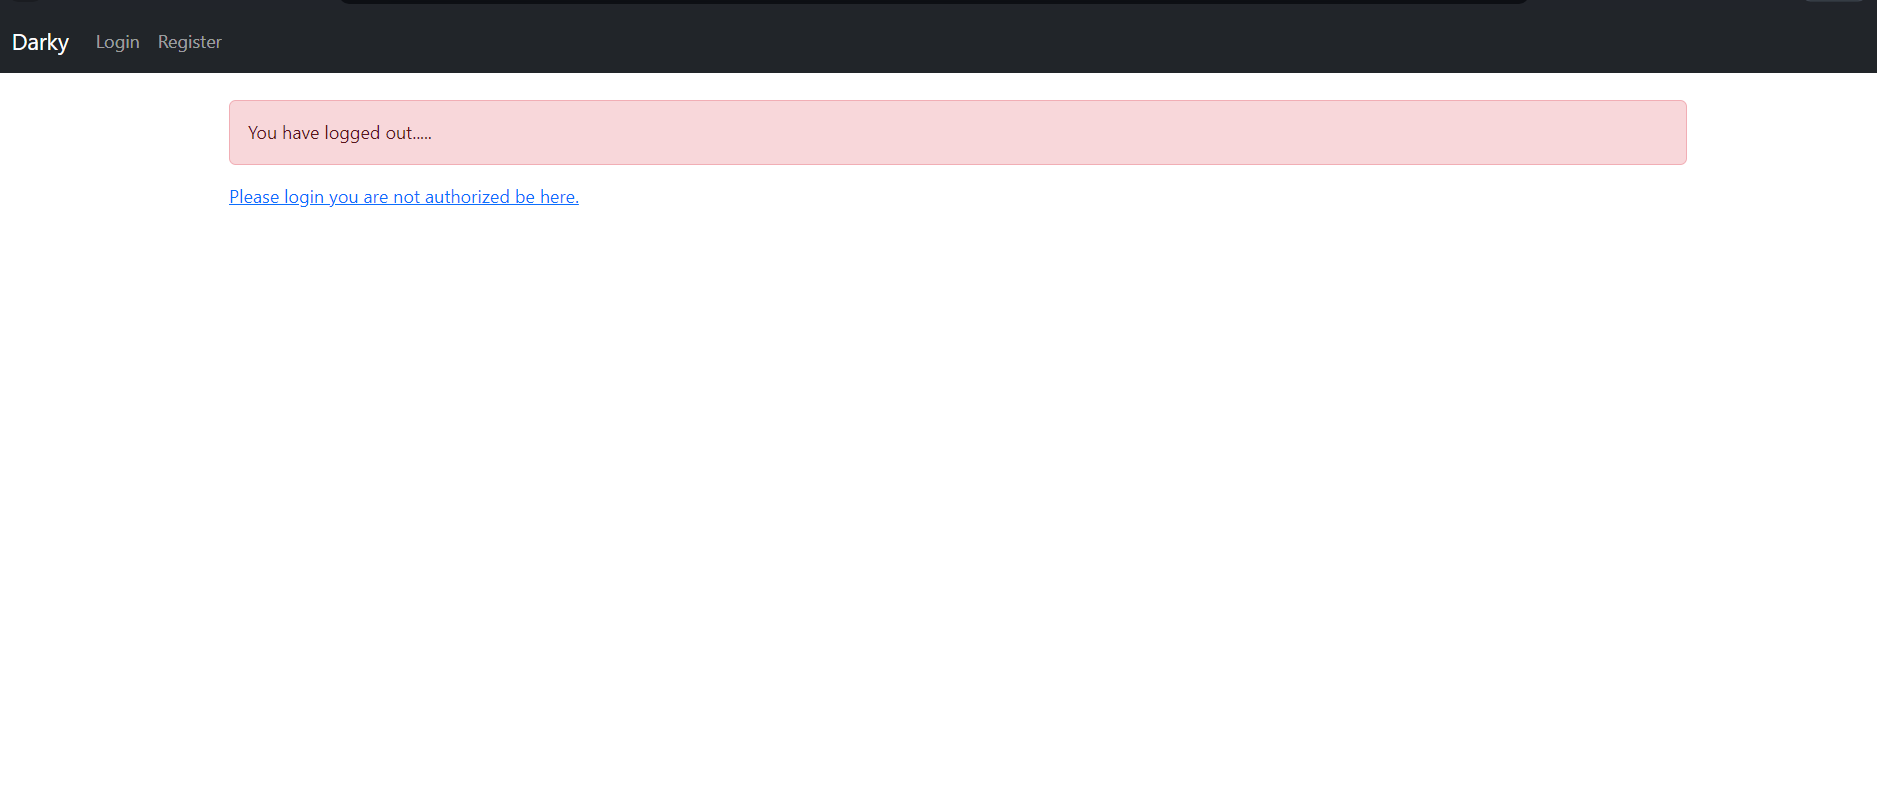 Darky Login Register
You have logged out.....
Please login you are not authorized be here.